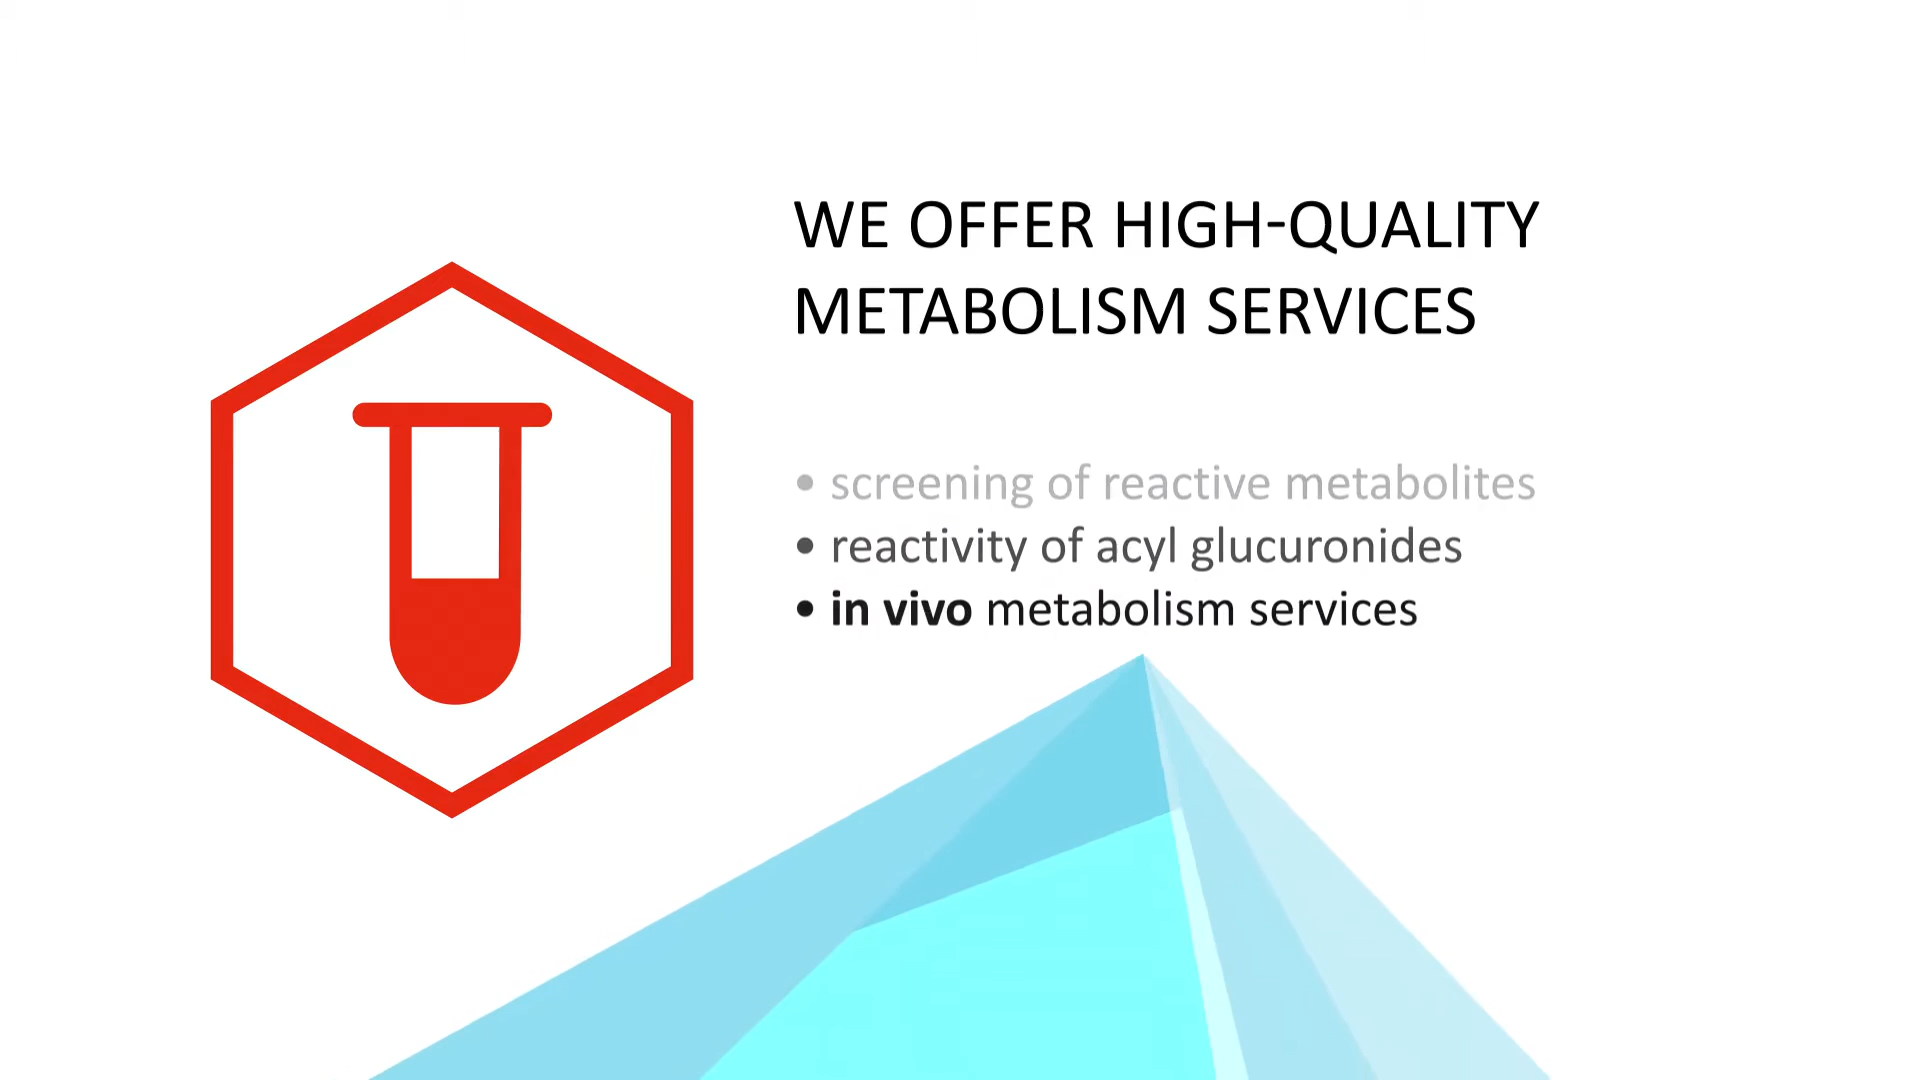 WE OFFER HIGH-QUALITY
METABOLISM SERVICES
• screening of reactive metabolites
• reactivity of acyl glucuronides
• in vivo metabolism services